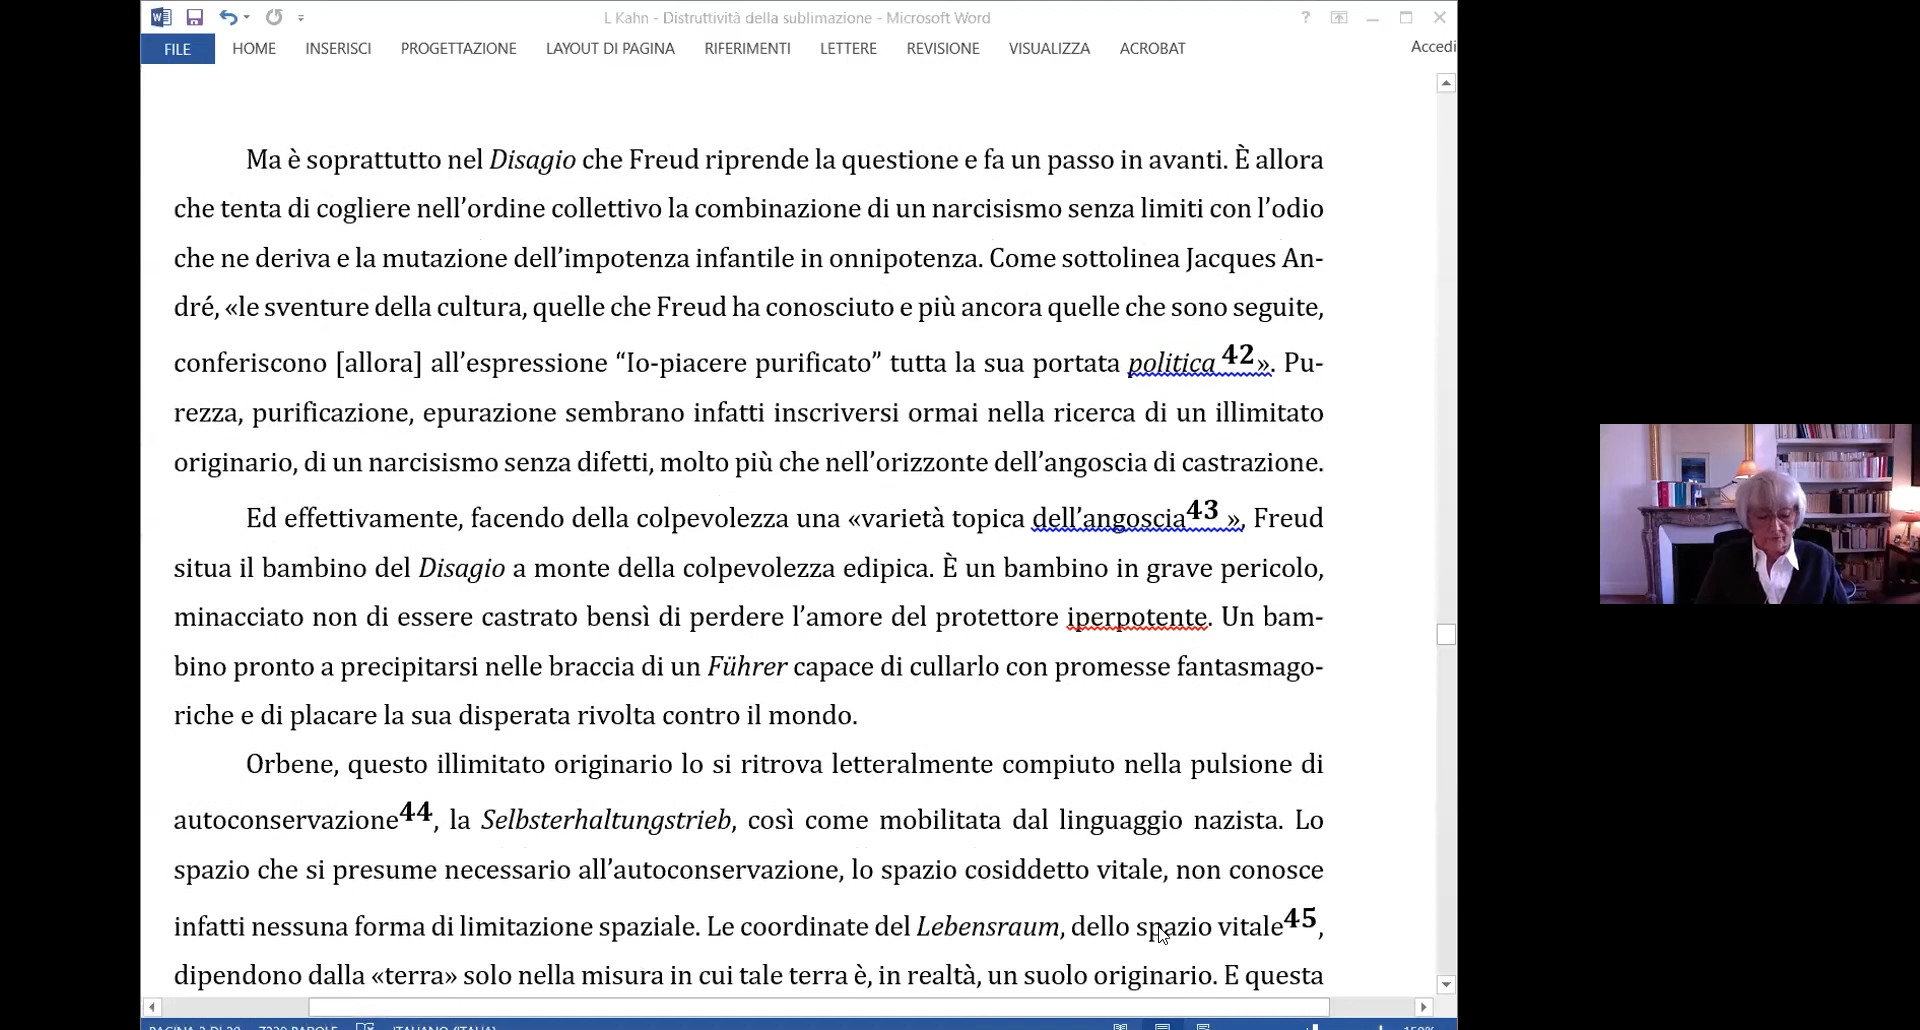 L Kahn - Distruttività della sublimazione - Microsoft Word
FILE HOME INSERISCI PROGETTAZIONE LAYOUT DI PAGINA RIFERIMENTI LETTERE REVISIONE VISUALIZZA ACROBAT Accedi
Ma è soprattutto nel Disagio che Freud riprende la questione e fa un passo in avanti. È allora
che tenta di cogliere nell’ordine collettivo la combinazione di un narcisismo senza limiti con l’odio
che ne deriva e la mutazione dell’impotenza infantile in onnipotenza. Come sottolinea Jacques An-
dré, «le sventure della cultura, quelle che Freud ha conosciuto e più ancora quelle che sono seguite,
conferiscono [allora] all’espressione “Io-piacere purificato” tutta la sua portata politica 42». Pu-
rezza, purificazione, epurazione sembrano infatti inscriversi ormai nella ricerca di un illimitato
originario, di un narcisismo senza difetti, molto più che nell’orizzonte dell’angoscia di castrazione.
Ed effettivamente, facendo della colpevolezza una «varietà topica dell’angoscia43 », Freud
situa il bambino del Disagio a monte della colpevolezza edipica. È un bambino in grave pericolo,
minacciato non di essere castrato bensì di perdere l’amore del protettore iperpotente. Un bam-
bino pronto a precipitarsi nelle braccia di un Führer capace di cullarlo con promesse fantasmago-
riche e di placare la sua disperata rivolta contro il mondo.
Orbene, questo illimitato originario lo si ritrova letteralmente compiuto nella pulsione di
autoconservazione44, la Selbsterhaltungstrieb, così come mobilitata dal linguaggio nazista. Lo
spazio che si presume necessario all’autoconservazione, lo spazio cosiddetto vitale, non conosce
infatti nessuna forma di limitazione spaziale. Le coordinate del Lebensraum, dello spazio vitale45,
dipendono dalla «terra» solo nella misura in cui tale terra è, in realtà, un suolo originario. E questa